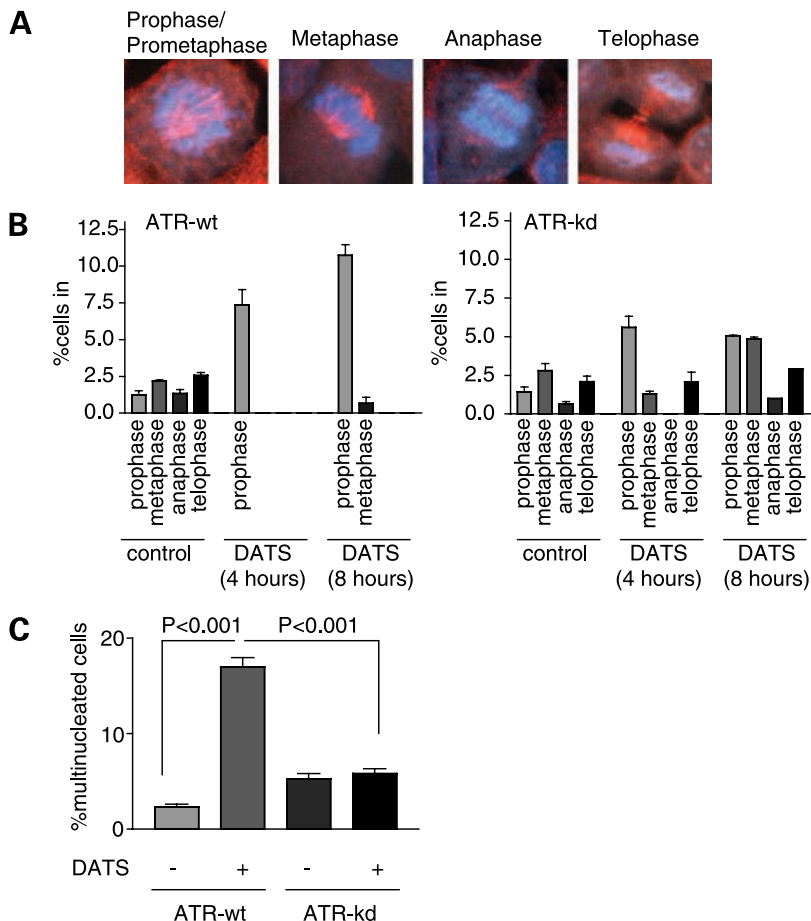 A
Prophase/
Prometaphase
Metaphase
Anaphase
Telophase
B
ATR-wt
%cells in
12.5
10.0
7.5
5.0
2.5
0.0
prophase
metaphase
anaphase
telophase
prophase
prophase
metaphase
control
DATS
(4 hours)
DATS
(8 hours)
ATR-kd
%cells in
12.5
10.0
7.5
5.0
2.5
0.0
prophase
metaphase
anaphase
telophase
prophase
metaphase
anaphase
telophase
prophase
metaphase
anaphase
telophase
control
DATS
(4 hours)
DATS
(8 hours)
C
%multinucleated cells
20
10
0
P<0.001
P<0.001
DATS - + - +
ATR-wt ATR-kd